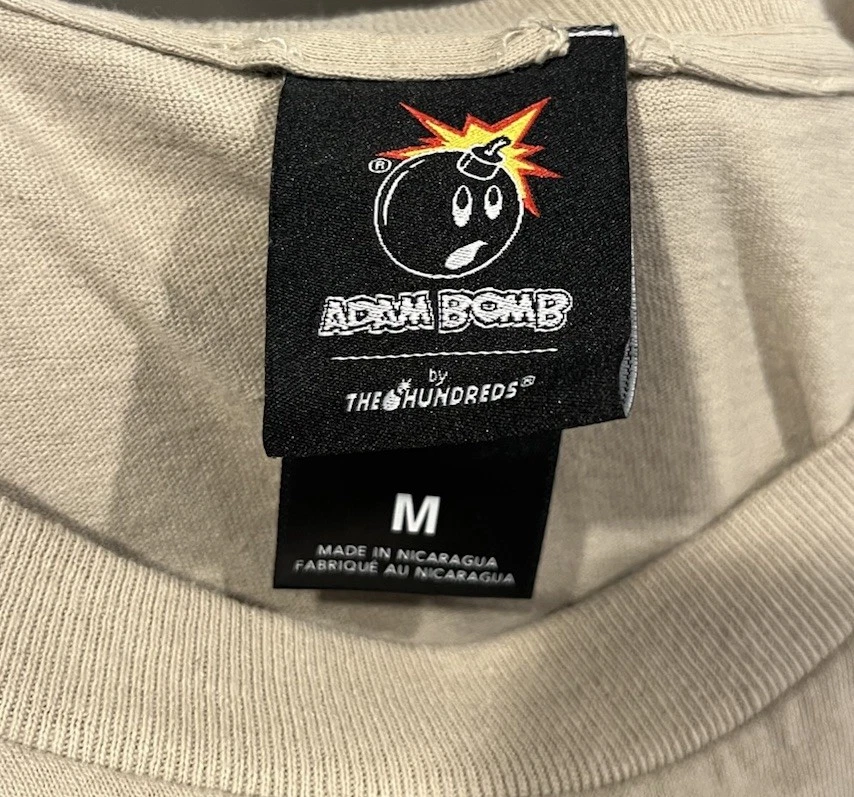 ®
ADAM BOMB
by
THE HUNDREDS®
M
MADE IN NICARAGUA
FABRIQUÉ AU NICARAGUA